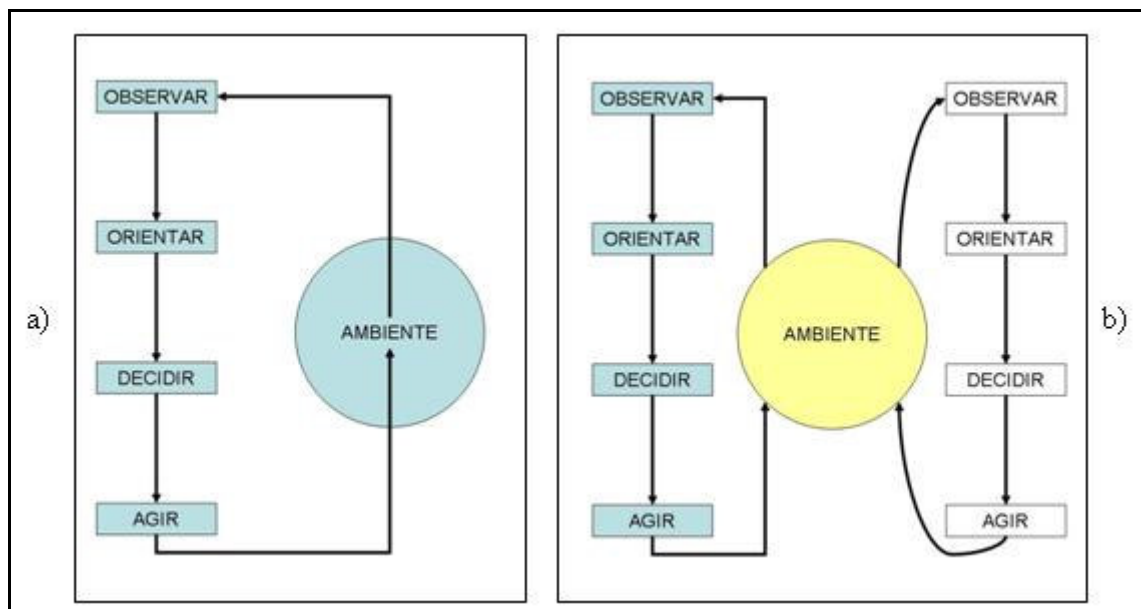 a)
OBSERVAR
ORIENTAR
AMBIENTE
DECIDIR
AGIR
OBSERVAR
ORIENTAR
DECIDIR
AGIR
AMBIENTE
OBSERVAR
ORIENTAR
DECIDIR
AGIR
b)